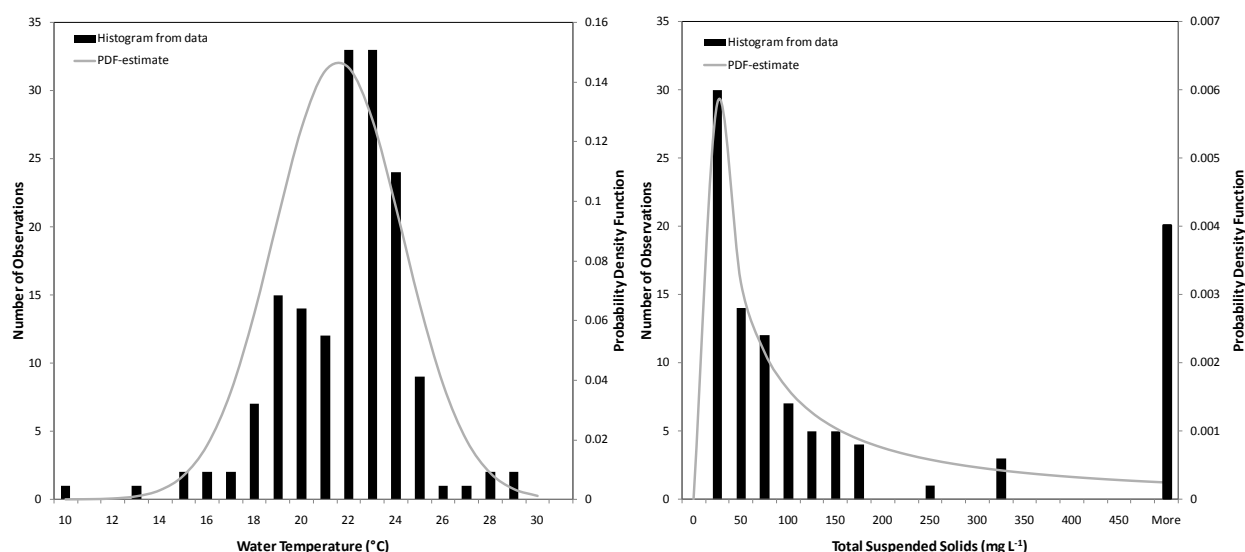 35
30
25
20
15
10
5
0
Number of Observations
Histogram from data
PDF-estimate
0.16
0.14
0.12
0.1
0.08
0.06
0.04
0.02
0
Probability Density Function
10 12 14 16 18 20 22 24 26 28 30
Water Temperature (°C)
35
30
25
20
15
10
5
0
Number of Observations
Histogram from data
PDF-estimate
0.007
0.006
0.005
0.004
0.003
0.002
0.001
0
Probability Density Function
0 50 100 150 200 250 300 350 400 450 More
Total Suspended Solids (mg L⁻¹)